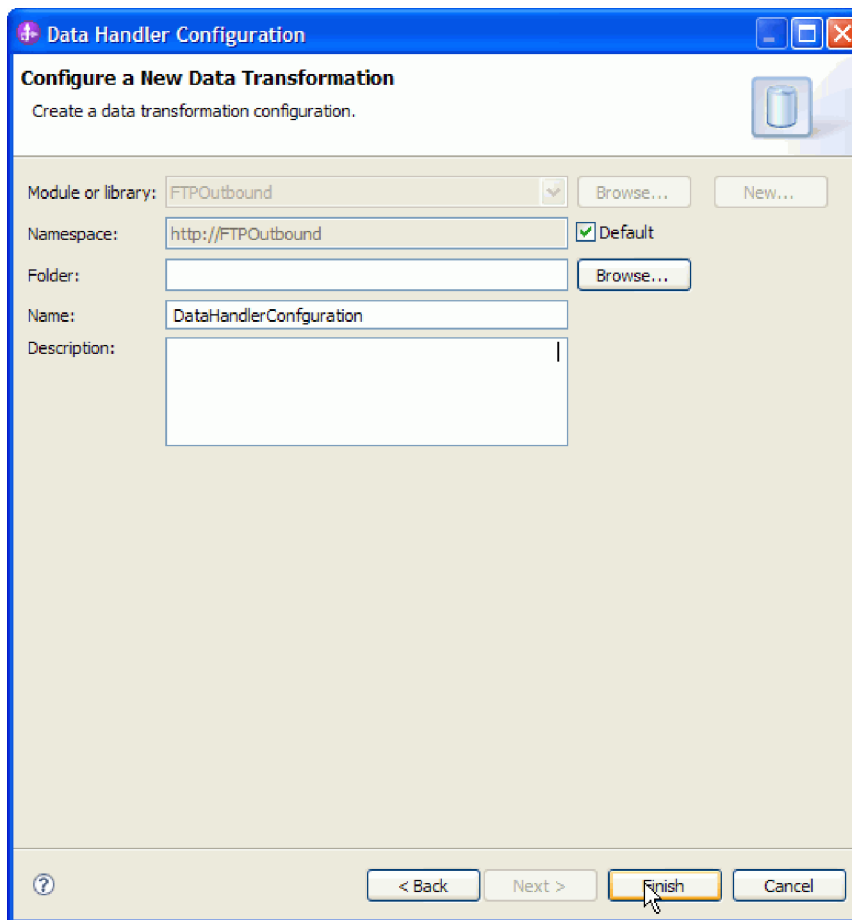 Data Handler Configuration
Configure a New Data Transformation
Create a data transformation configuration.
Module or library: FTPOutbound Browse... New...
Namespace: http://FTPOutbound Default
Folder: Browse...
Name: DataHandlerConfguration
Description:
? < Back Next > Finish Cancel